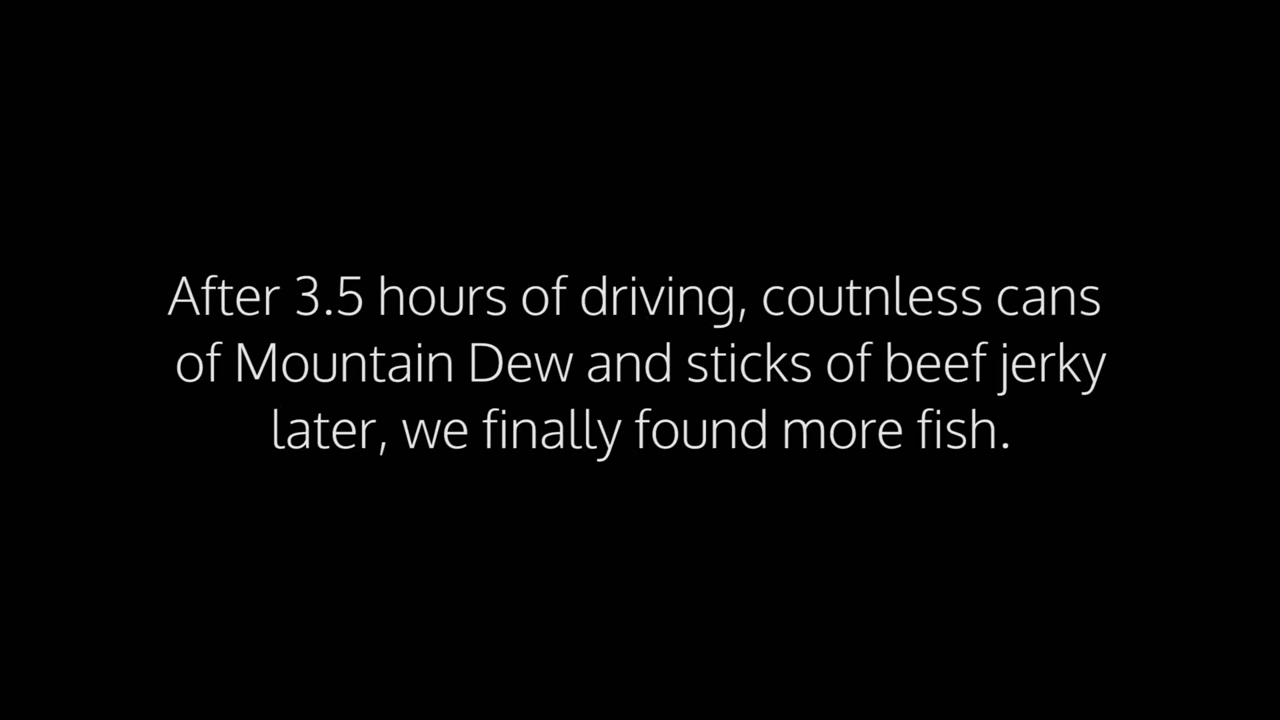 After 3.5 hours of driving, coutnless cans
of Mountain Dew and sticks of beef jerky
later, we finally found more fish.